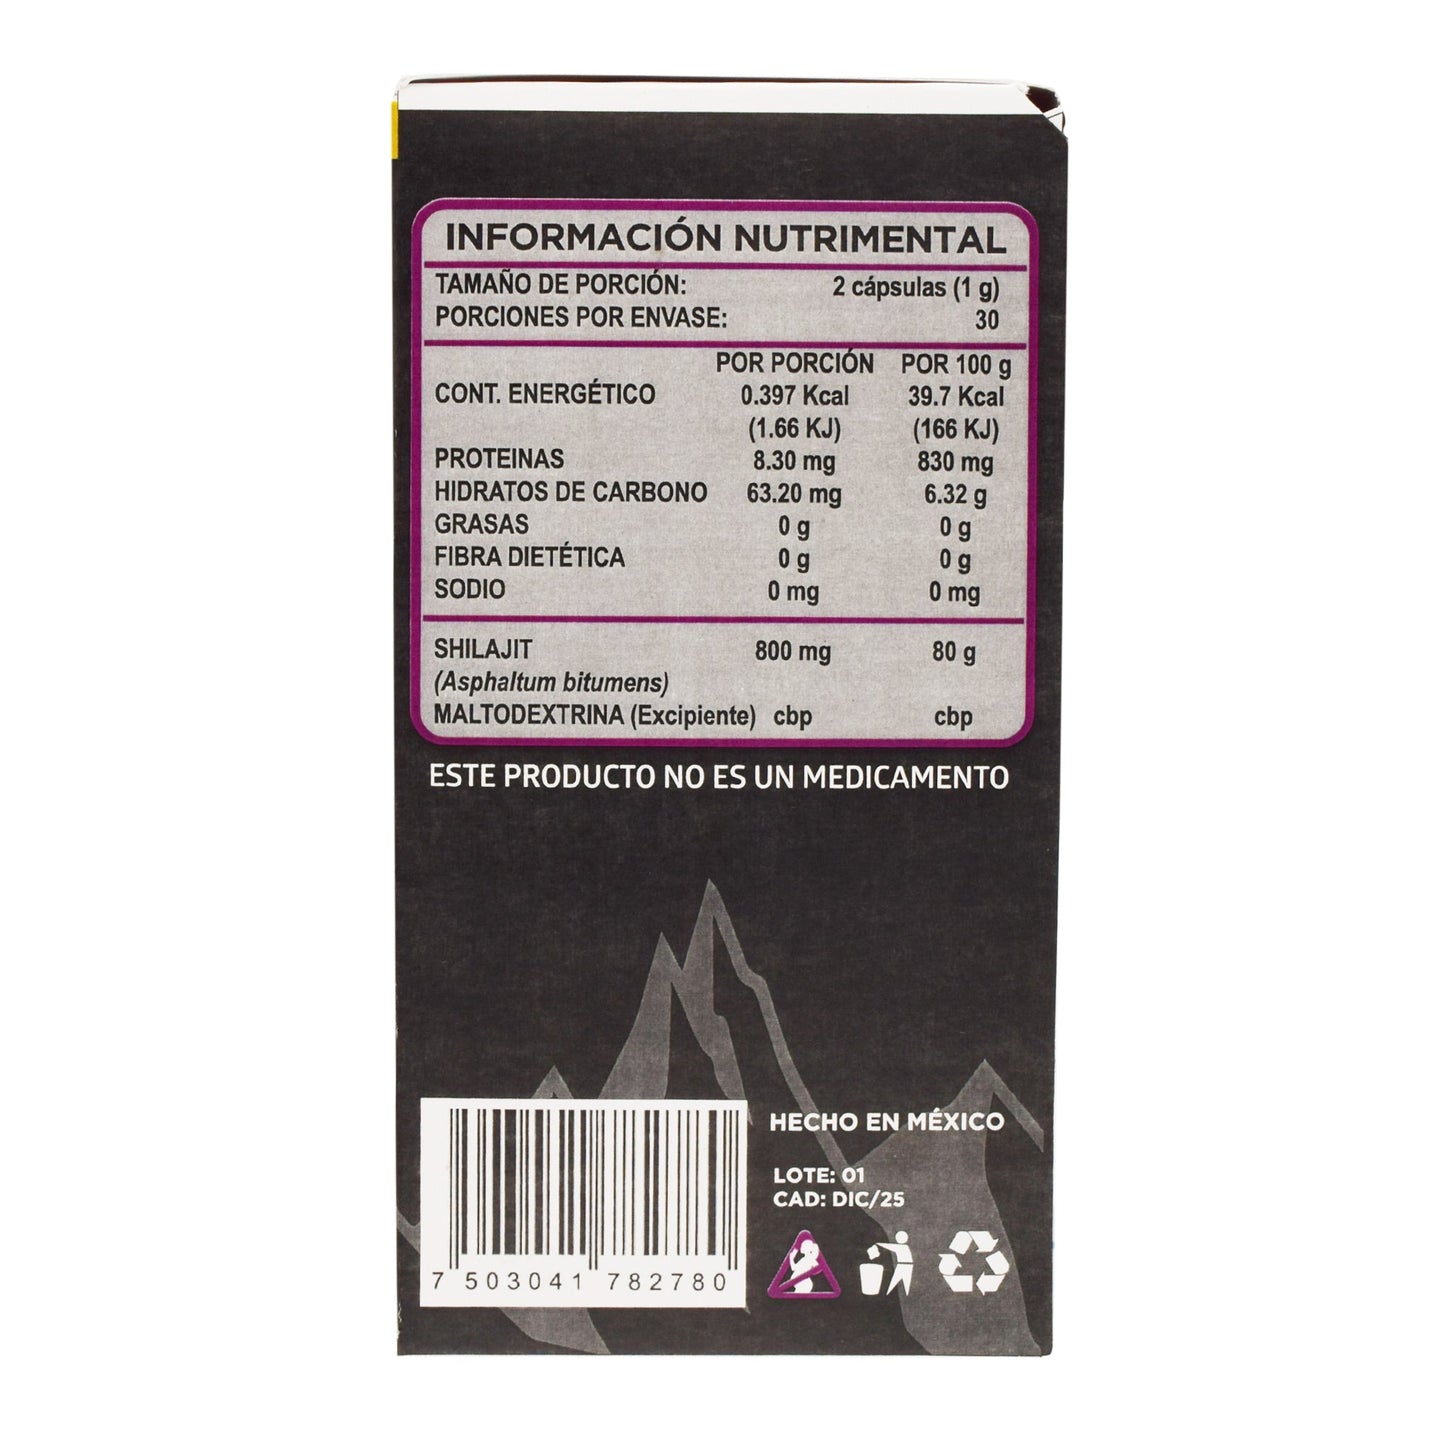 INFORMACIÓN NUTRIMENTAL
TAMAÑO DE PORCIÓN: 2 cápsulas (1 g)
PORCIONES POR ENVASE: 30
POR PORCIÓN POR 100 g
CONT. ENERGÉTICO 0.397 Kcal 39.7 Kcal
(1.66 KJ) (166 KJ)
PROTEINAS 8.30 mg 830 mg
HIDRATOS DE CARBONO 63.20 mg 6.32 g
GRASAS 0 g 0 g
FIBRA DIETÉTICA 0 g 0 g
SODIO 0 mg 0 mg
SHILAJIT 800 mg 80 g
(Asphaltum bitumens)
MALTODEXTRINA (Excipiente) cbp cbp
ESTE PRODUCTO NO ES UN MEDICAMENTO
HECHO EN MÉXICO
LOTE: 01
CAD: DIC/25
7 503041 782780